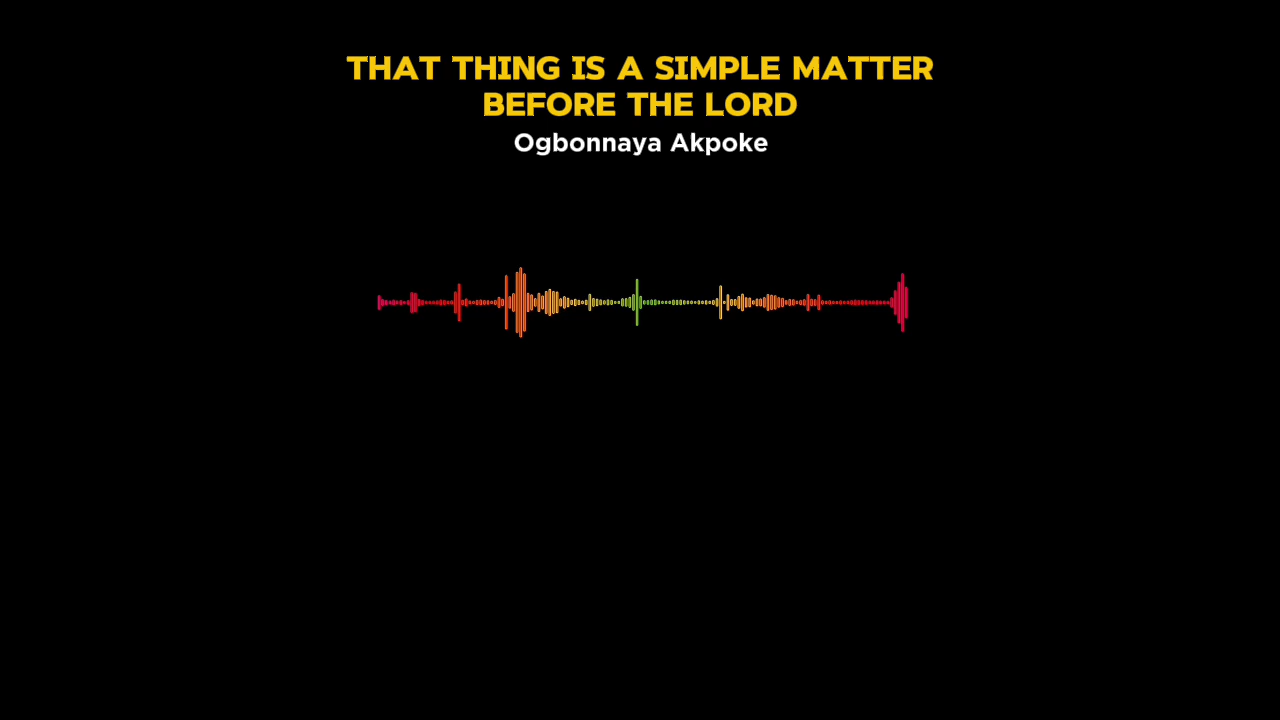 THAT THING IS A SIMPLE MATTER
BEFORE THE LORD
Ogbonnaya Akpoke